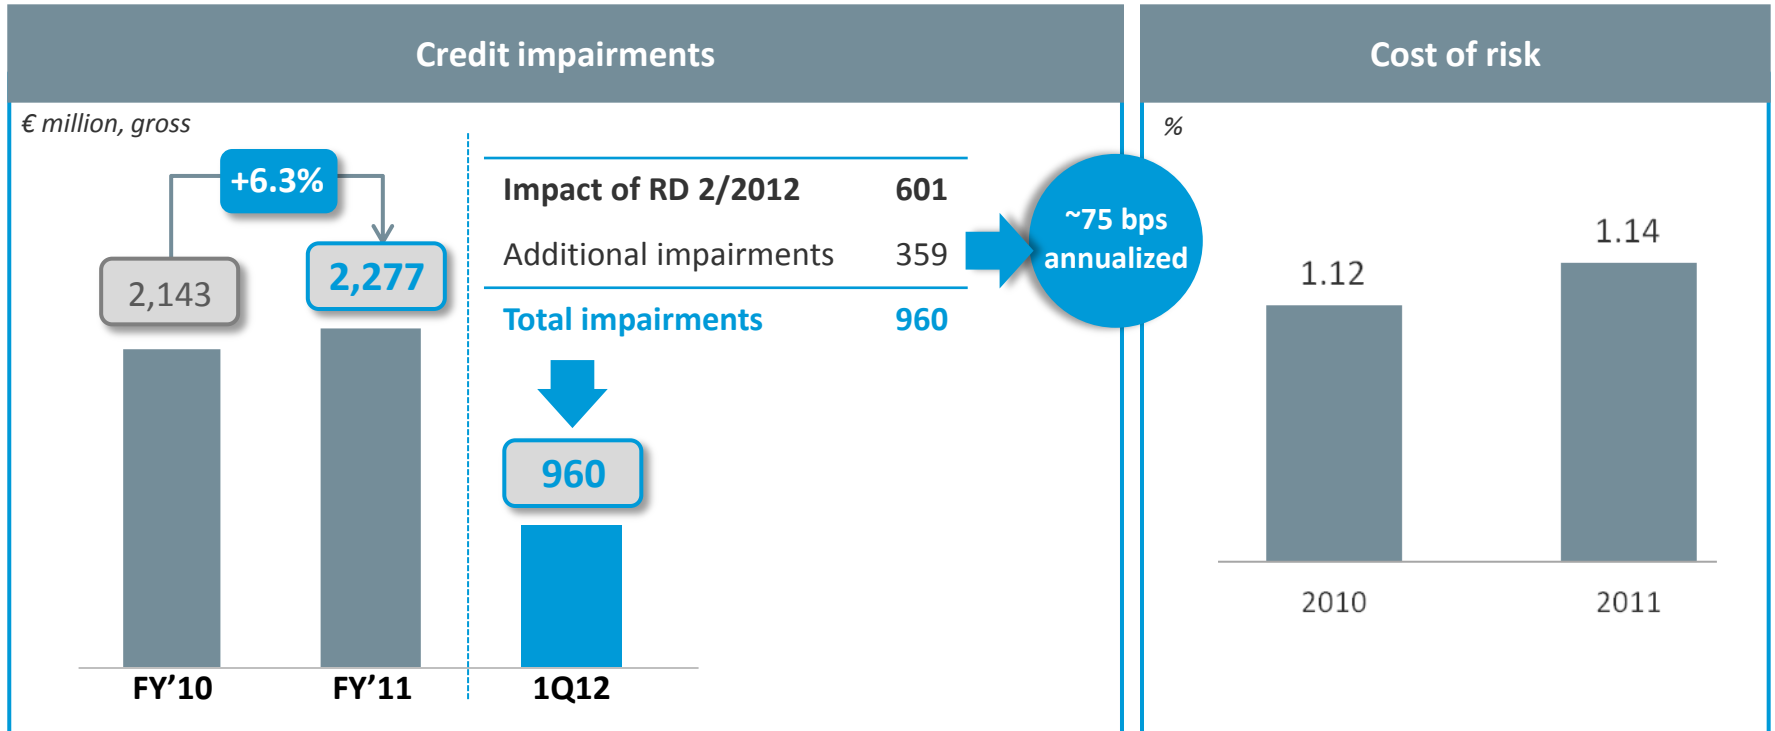 Credit impairments
€ million, gross
+6.3%
2,143
2,277
Impact of RD 2/2012 601
Additional impairments 359
Total impairments 960
~75 bps
annualized
960
FY’10 FY’11 1Q12
Cost of risk
%
1.12
1.14
2010 2011